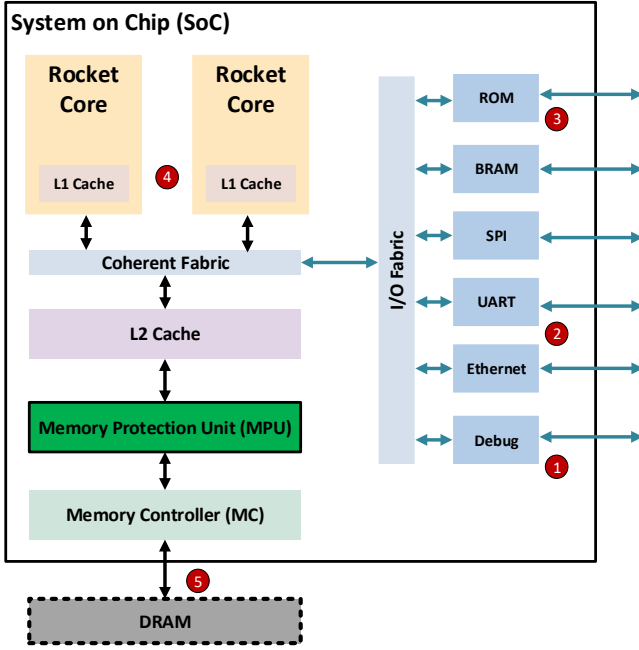 System on Chip (SoC)
Rocket
Core
Rocket
Core
L1 Cache
4
L1 Cache
Coherent Fabric
L2 Cache
Memory Protection Unit (MPU)
Memory Controller (MC)
5
DRAM
I/O Fabric
ROM
3
BRAM
SPI
UART
2
Ethernet
Debug
1